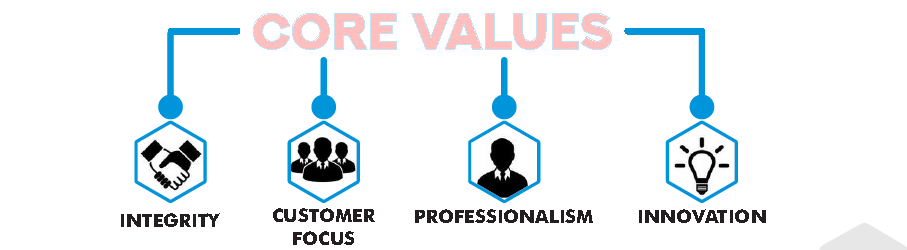 CORE VALUES
INTEGRITY
CUSTOMER
FOCUS
PROFESSIONALISM
INNOVATION